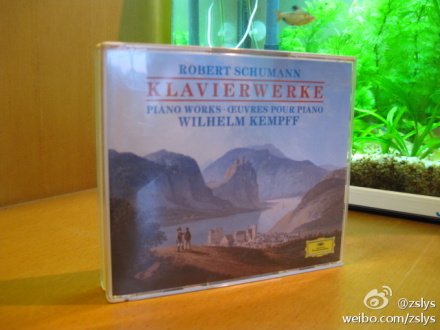 ROBERT SCHUMANN
KLAVIERWERKE
PIANO WORKS · ŒUVRES POUR PIANO
WILHELM KEMPFF
@zslys
weibo.com/zslys